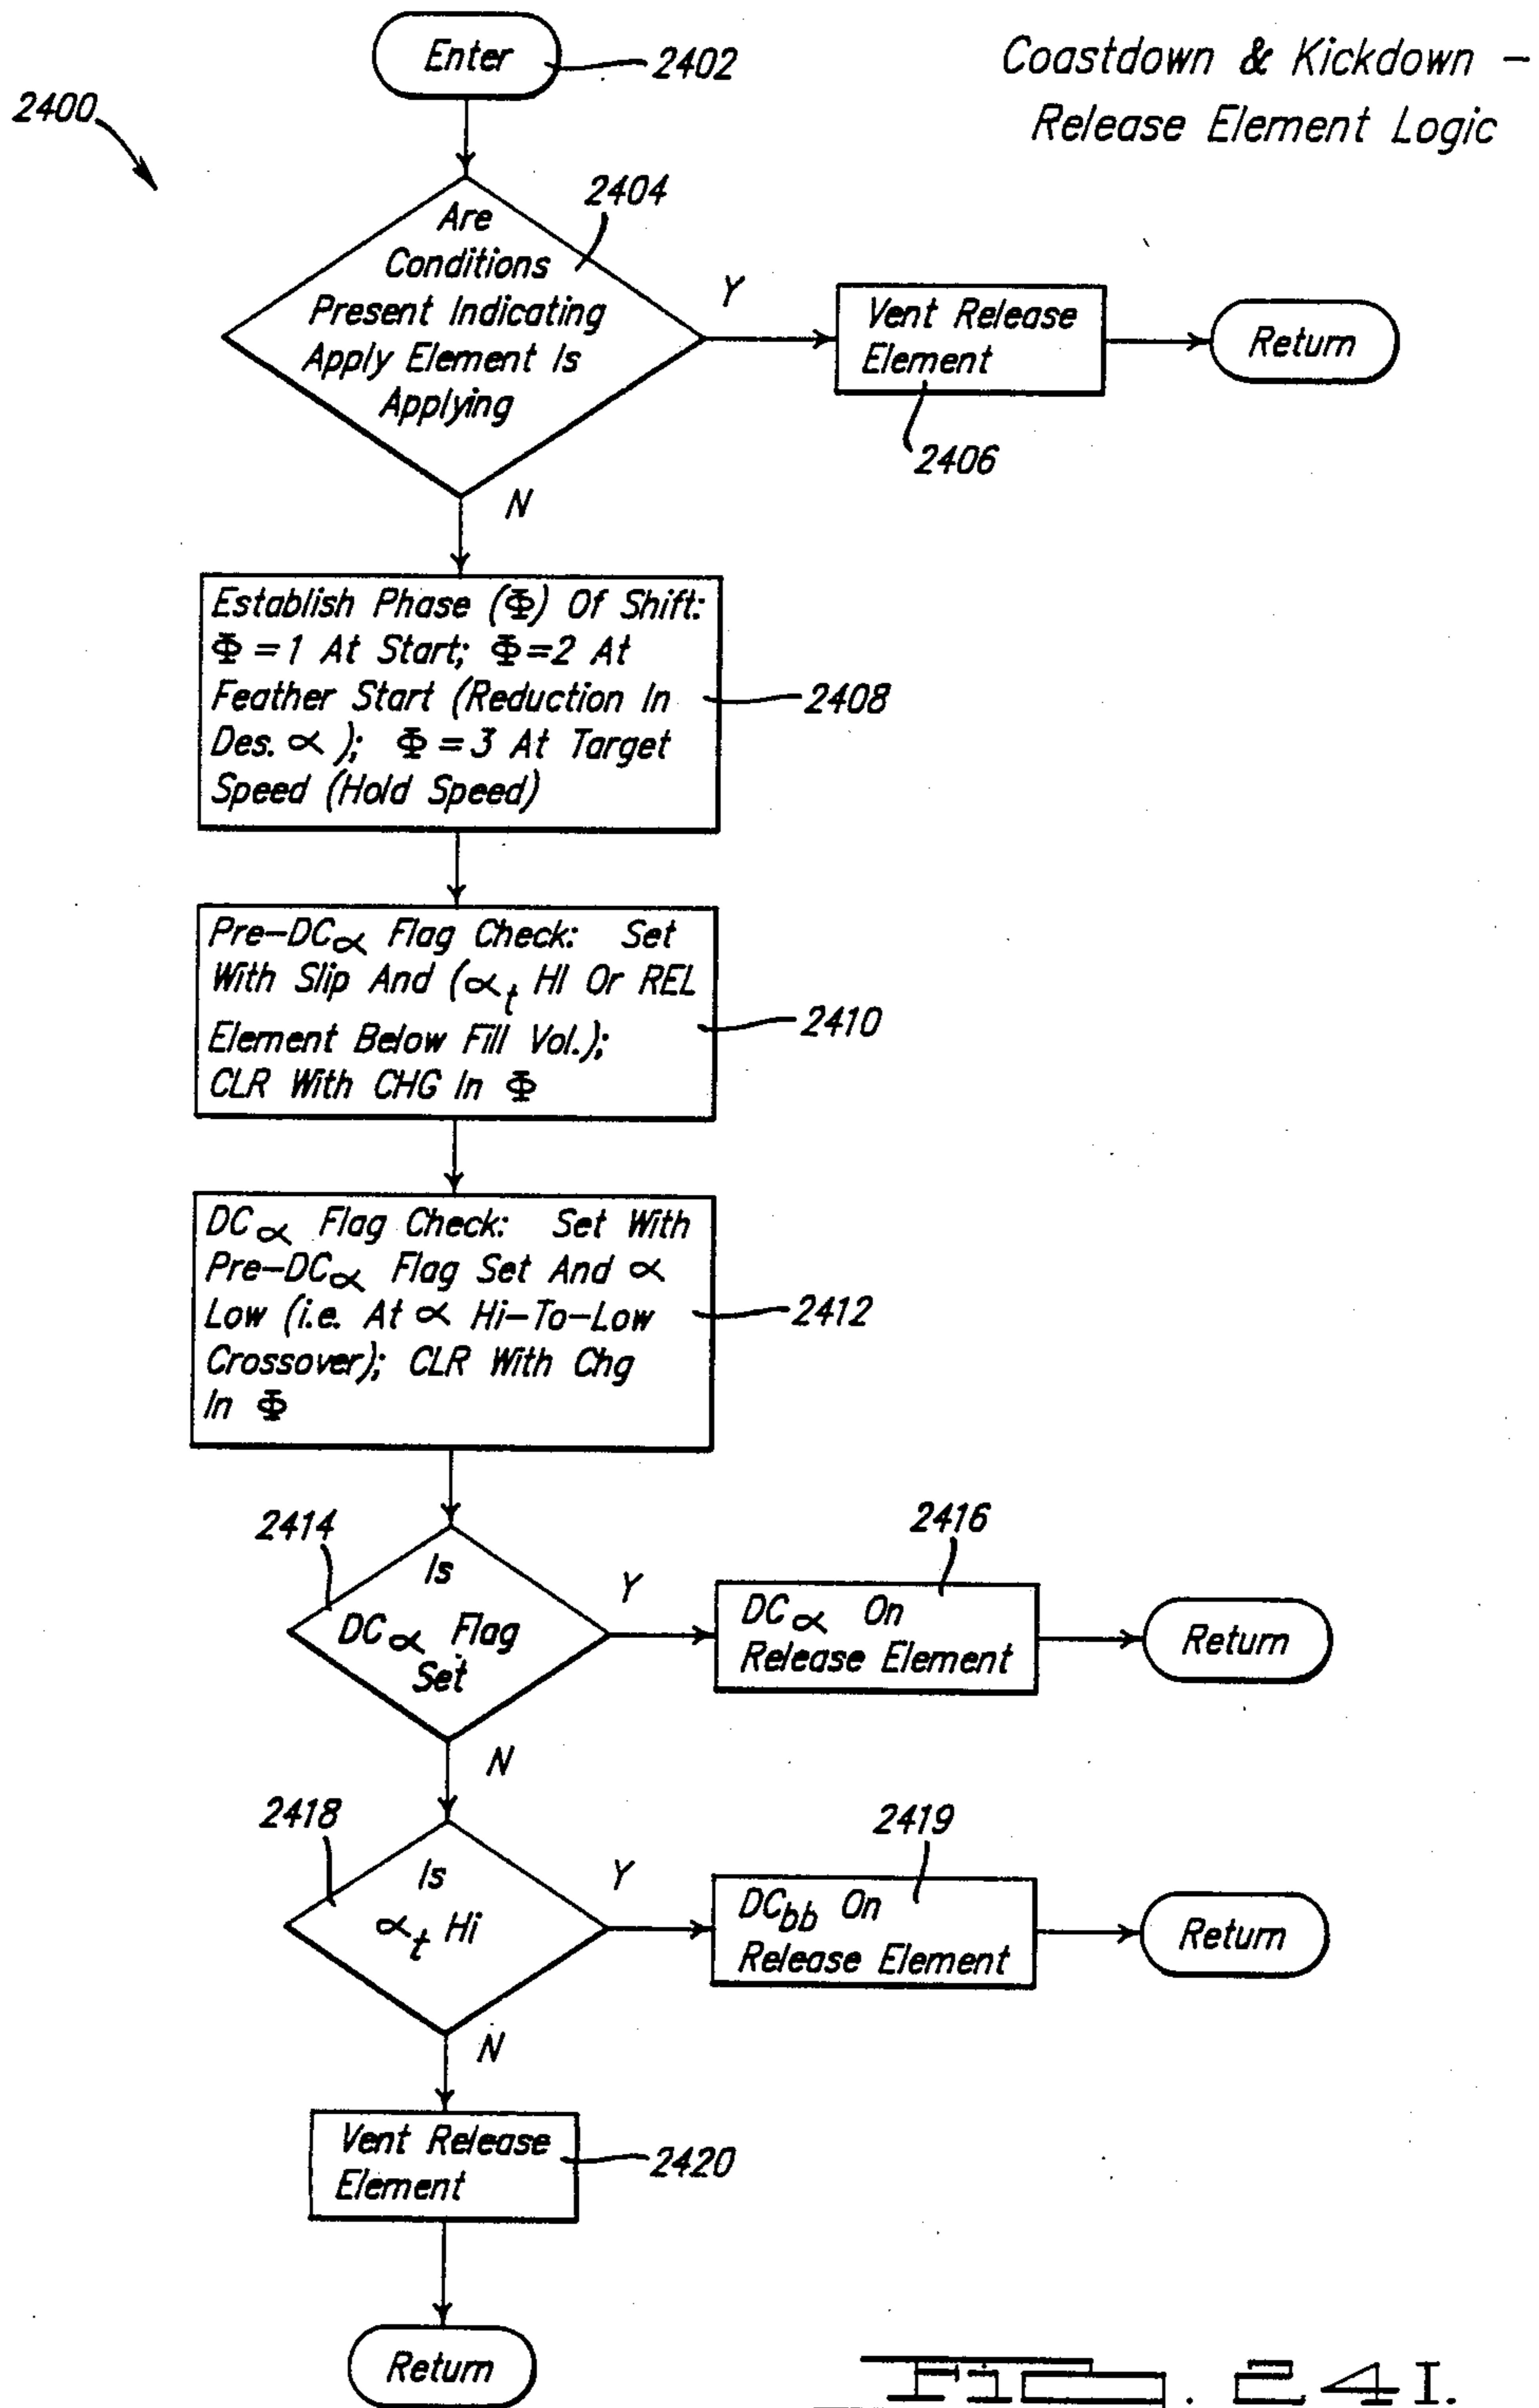 Enter
2402
Coastdown & Kickdown –
Release Element Logic
2400
2404
Are
Conditions
Present Indicating
Apply Element Is
Applying
Y
Vent Release
Element
Return
2406
N
Establish Phase (Φ) Of Shift:
Φ = 1 At Start; Φ=2 At
Feather Start (Reduction In
Des. ∝ ); Φ = 3 At Target
Speed (Hold Speed)
2408
Pre–DC∝ Flag Check: Set
With Slip And (∝t HI Or REL
Element Below Fill Vol.);
CLR With CHG In Φ
2410
DC∝ Flag Check: Set With
Pre–DC∝ Flag Set And ∝
Low (i.e. At ∝ Hi–To–Low
Crossover); CLR With Chg
In Φ
2412
2414
Is
DC∝ Flag
Set
Y
2416
DC∝ On
Release Element
Return
N
2418
Is
∝t Hi
Y
2419
DCbb On
Release Element
Return
N
Vent Release
Element
2420
Return
FIG. 24I.